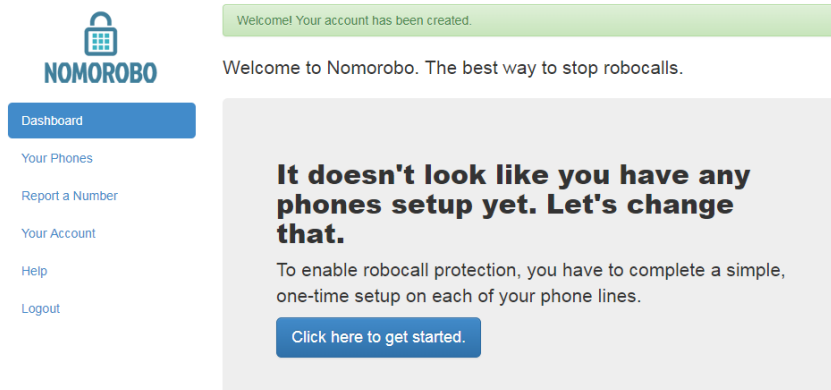 Welcome! Your account has been created.
NOMOROBO
Welcome to Nomorobo. The best way to stop robocalls.
Dashboard
Your Phones
Report a Number
Your Account
Help
Logout
It doesn't look like you have any
phones setup yet. Let's change
that.
To enable robocall protection, you have to complete a simple,
one-time setup on each of your phone lines.
Click here to get started.